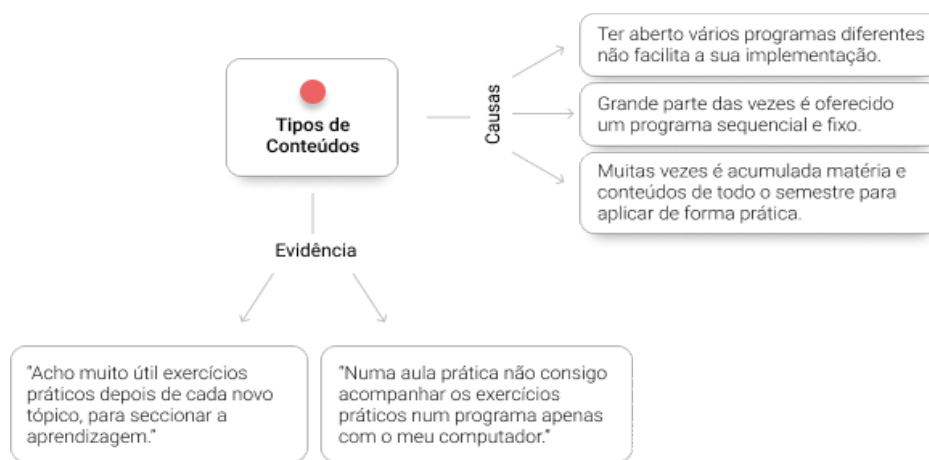 Tipos de
Conteúdos
Causas
Ter aberto vários programas diferentes
não facilita a sua implementação.
Grande parte das vezes é oferecido
um programa sequencial e fixo.
Muitas vezes é acumulada matéria e
conteúdos de todo o semestre para
aplicar de forma prática.
Evidência
"Acho muito útil exercícios
práticos depois de cada novo
tópico, para seccionar a
aprendizagem."
"Numa aula prática não consigo
acompanhar os exercícios
práticos num programa apenas
com o meu computador."